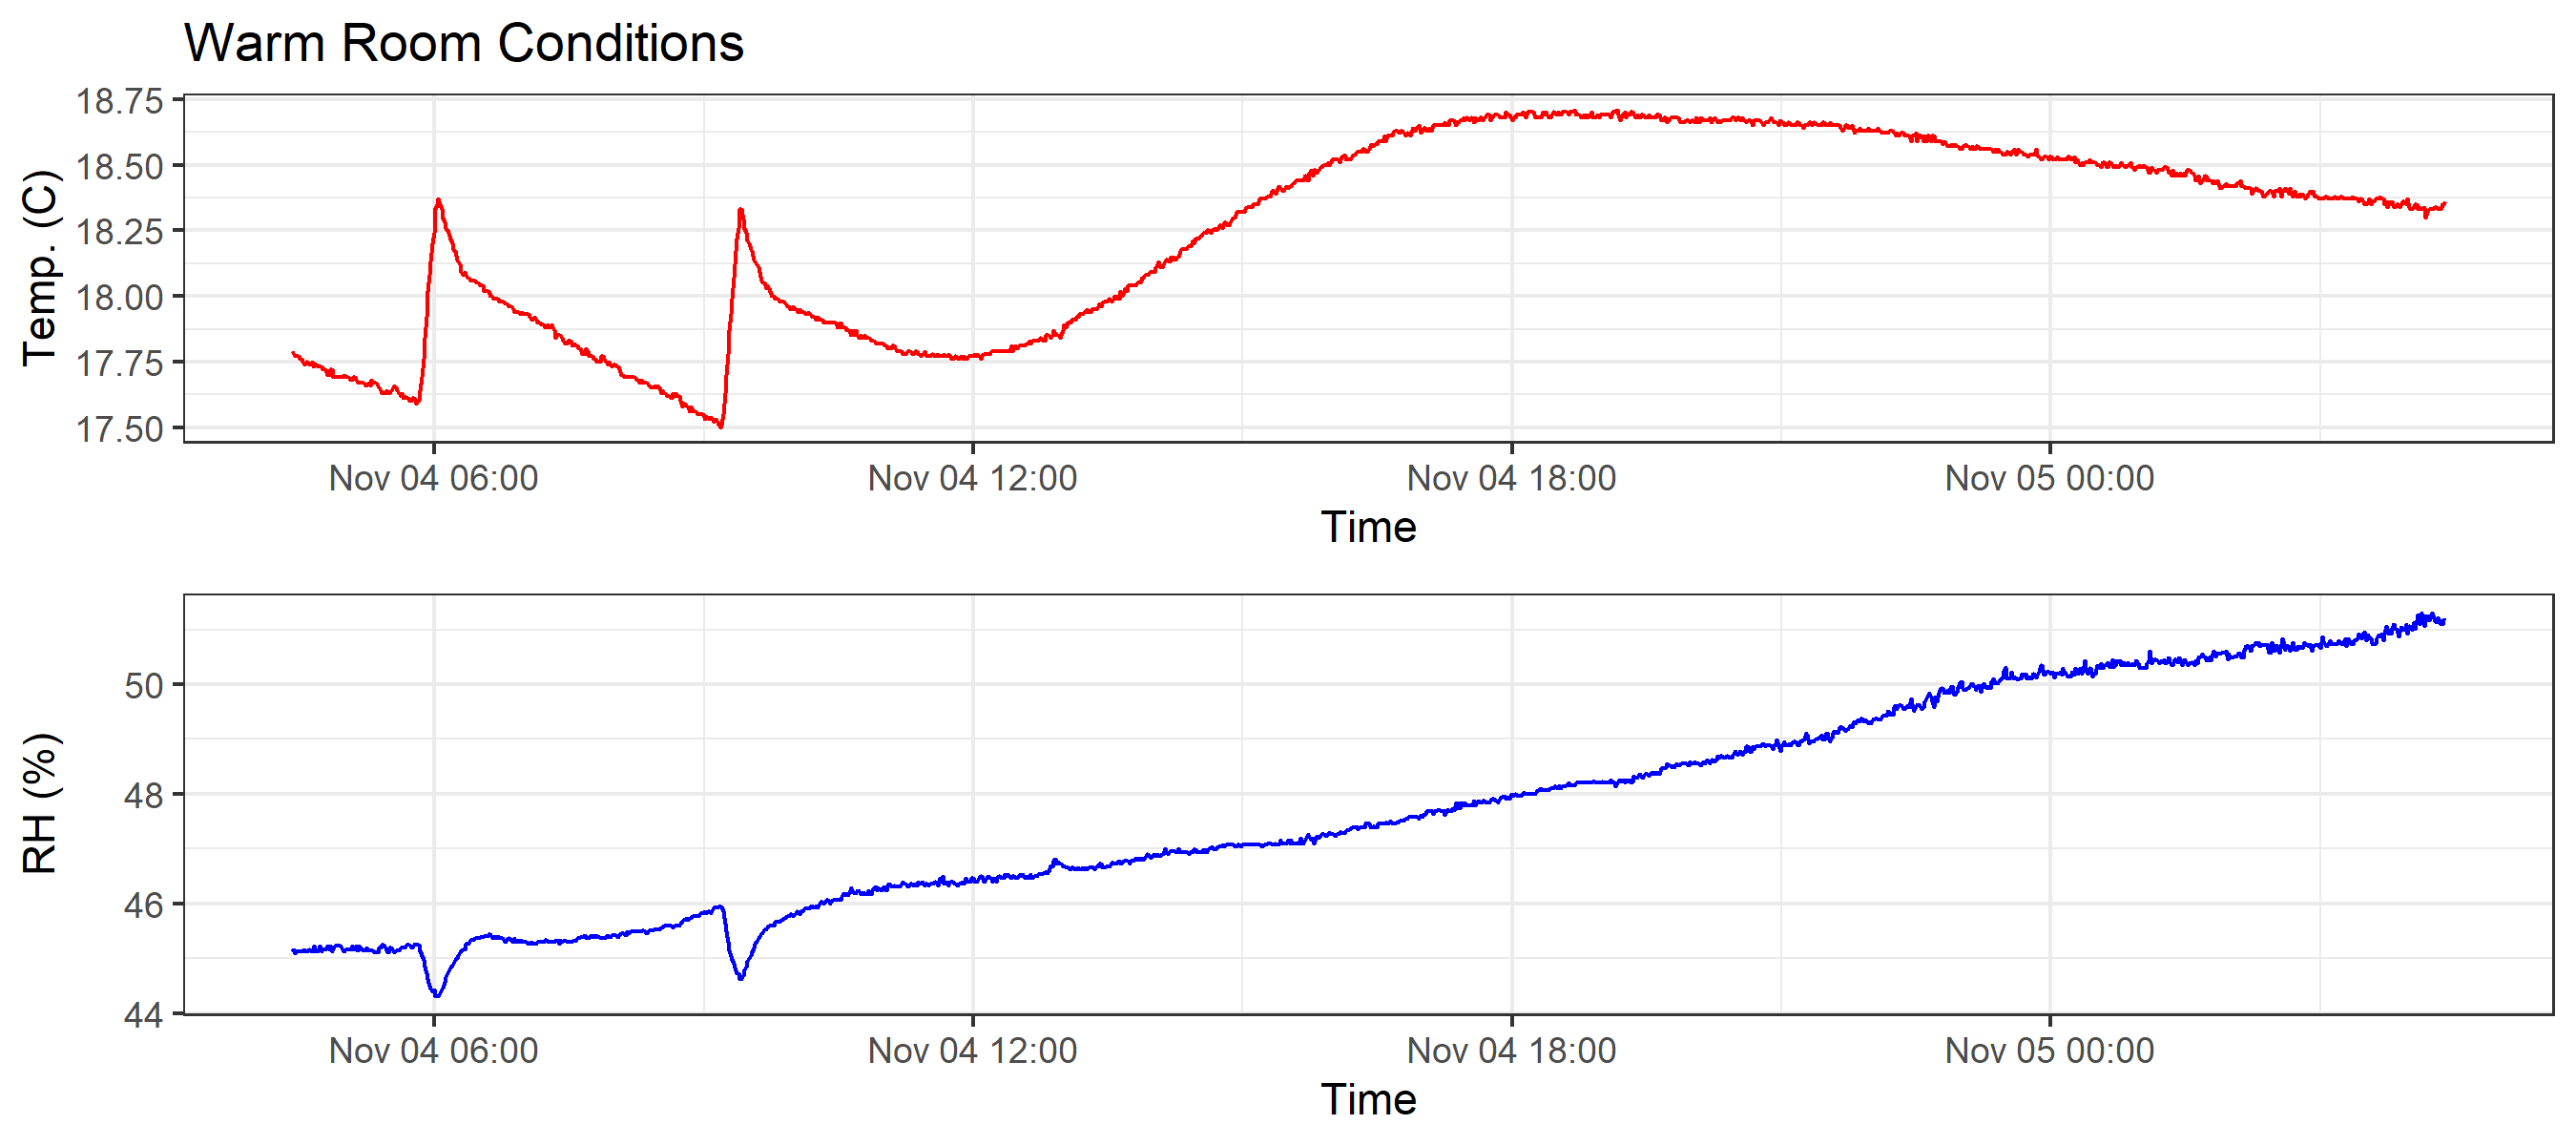 Warm Room Conditions
18.75
18.50
18.25
18.00
17.75
17.50
Temp. (C)
Nov 04 06:00 Nov 04 12:00 Nov 04 18:00 Nov 05 00:00
Time
50
48
46
44
RH (%)
Nov 04 06:00 Nov 04 12:00 Nov 04 18:00 Nov 05 00:00
Time